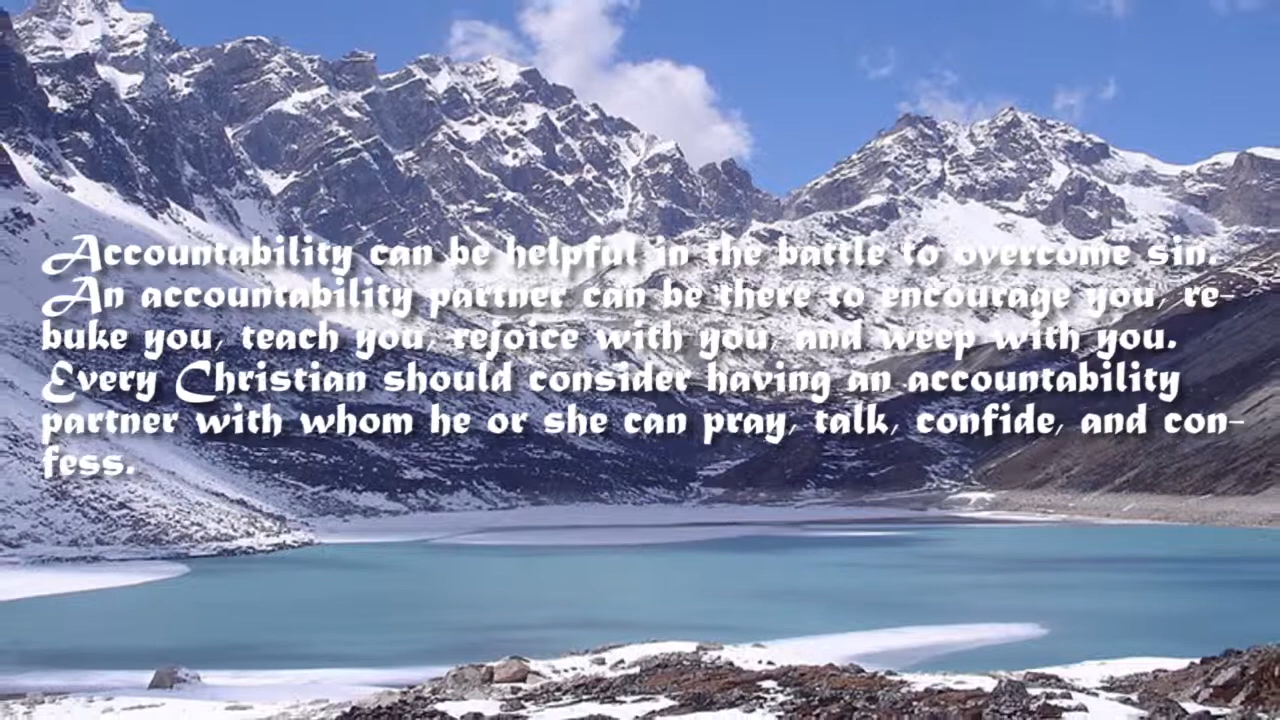 Accountability can be helpful in the battle to overcome sin.
An accountability partner can be there to encourage you, re-
buke you, teach you, rejoice with you, and weep with you.
Every Christian should consider having an accountability
partner with whom he or she can pray, talk, confide, and con-
fess.